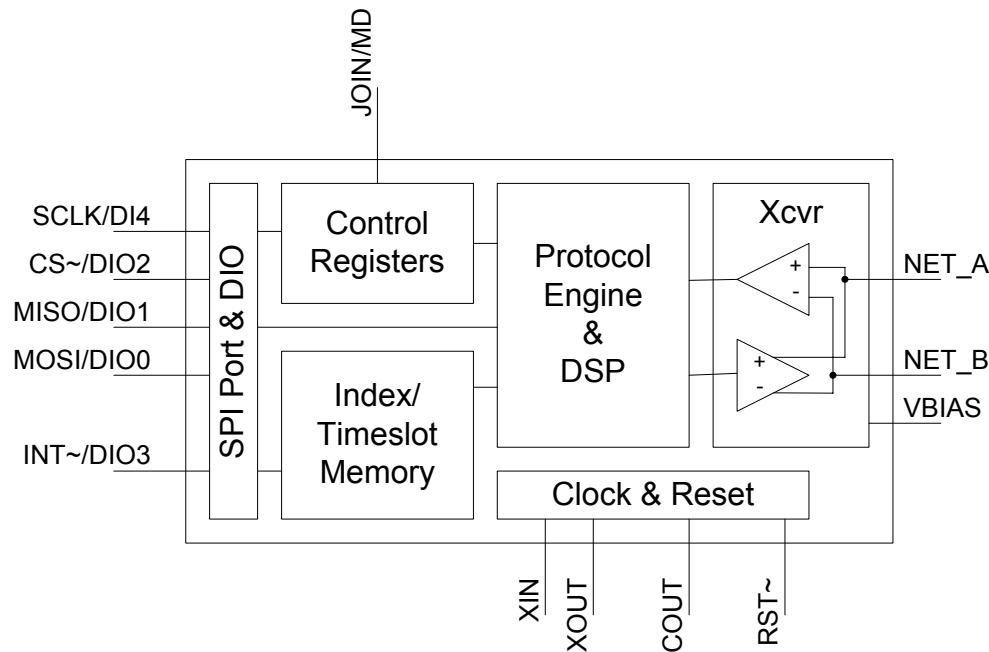 JOIN/MD
SCLK/DI4
CS~/DIO2
MISO/DIO1
MOSI/DIO0
INT~/DIO3
SPI Port & DIO
Control
Registers
Index/
Timeslot
Memory
Protocol
Engine
&
DSP
Xcvr
+
-
+
-
NET_A
NET_B
VBIAS
Clock & Reset
XIN
XOUT
COUT
RST~